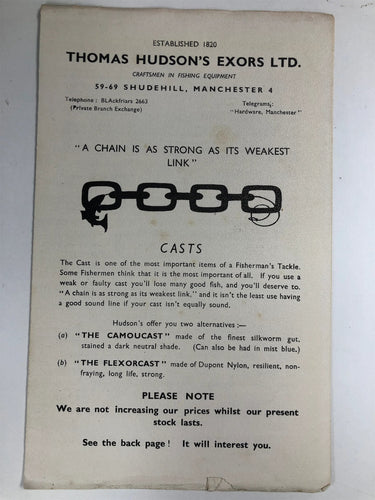 ESTABLISHED 1820
THOMAS HUDSON'S EXORS LTD.
CRAFTSMEN IN FISHING EQUIPMENT
59-69 SHUDEHILL, MANCHESTER 4
Telephone : BLAckfriars 2663
(Private Branch Exchange)
Telegrams:
"Hardware, Manchester"
"A CHAIN IS AS STRONG AS ITS WEAKEST
LINK"
CASTS
The Cast is one of the most important items of a Fisherman's Tackle.
Some Fishermen think that it is the most important of all. If you use a
weak or faulty cast you'll lose many good fish, and you'll deserve to.
"A chain is as strong as its weakest link," and it isn't the least use having
a good sound line if your cast isn't equally sound.
Hudson's offer you two alternatives :—
(a) "THE CAMOUCAST" made of the finest silkworm gut.
stained a dark neutral shade. (Can also be had in mist blue.)
(b) "THE FLEXORCAST" made of Dupont Nylon, resilient, non-
fraying, long life, strong.
PLEASE NOTE
We are not increasing our prices whilst our present
stock lasts.
See the back page ! It will interest you.